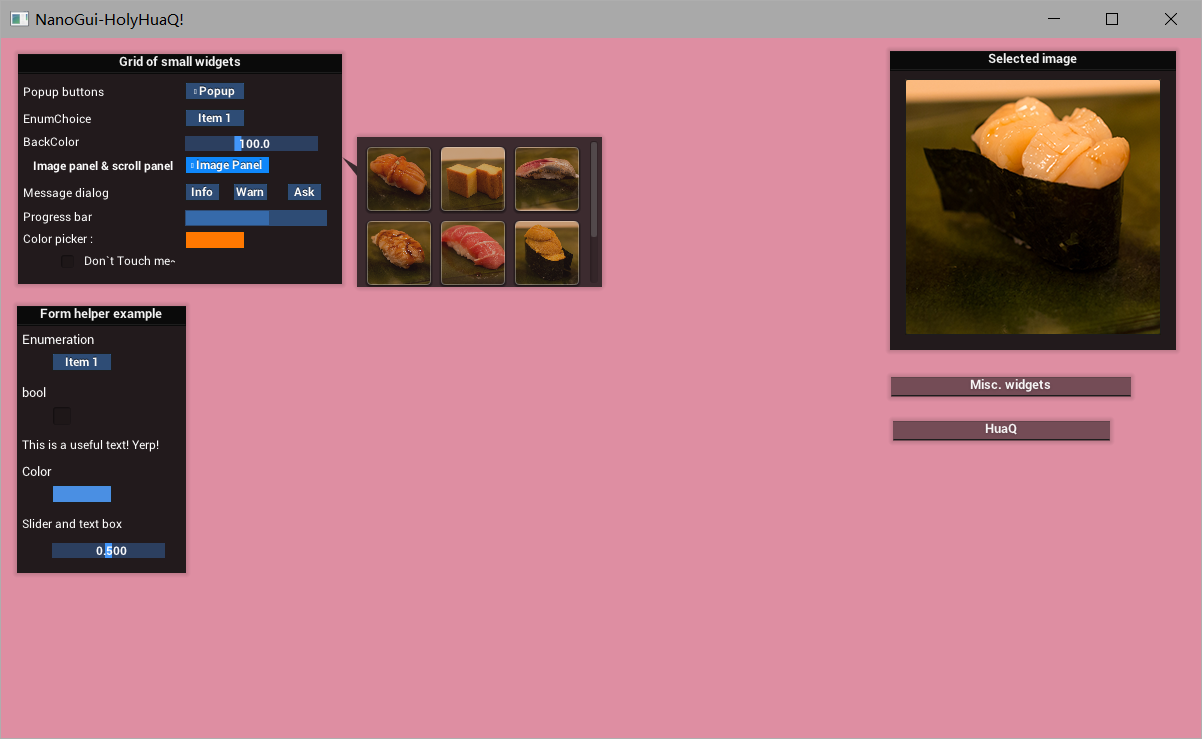 NanoGui-HolyHuaQ!
Grid of small widgets
Popup buttons
Popup
EnumChoice
Item 1
BackColor
100.0
Image panel & scroll panel
Image Panel
Message dialog
Info Warn Ask
Progress bar
Color picker :
Don`t Touch me~
Form helper example
Enumeration
Item 1
bool
This is a useful text! Yerp!
Color
Slider and text box
0.500
Selected image
Misc. widgets
HuaQ